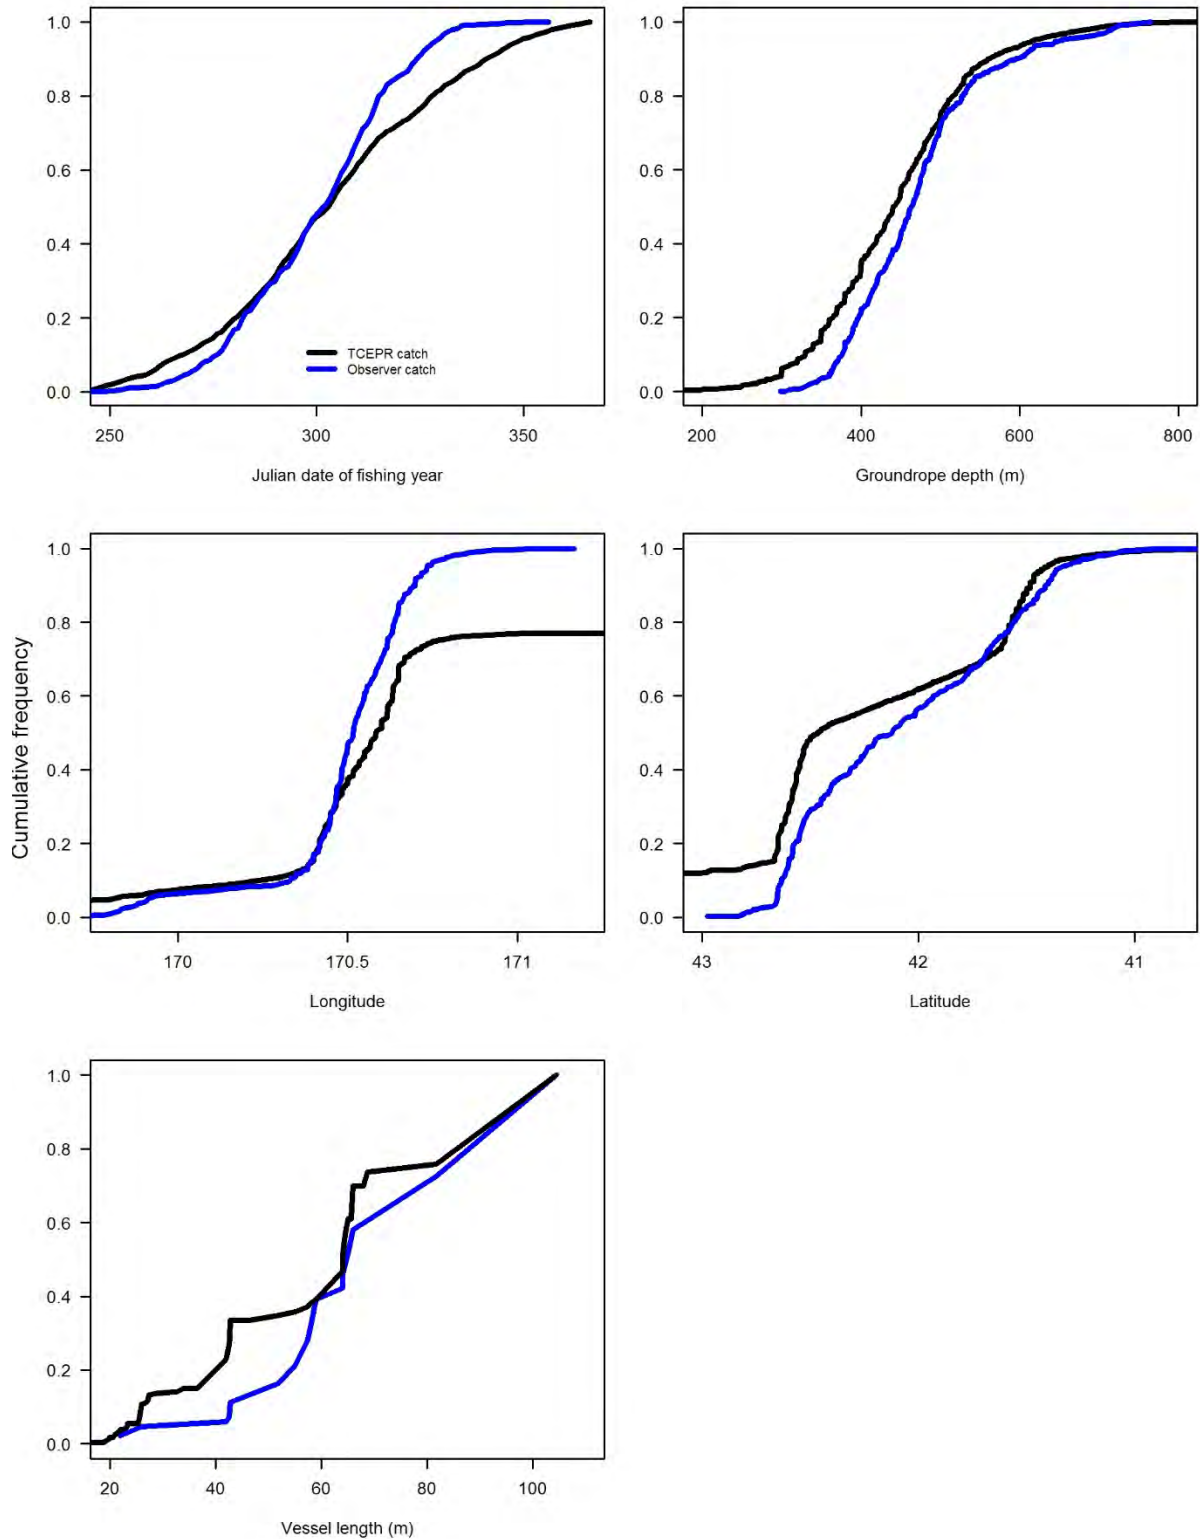 1.0
0.8
0.6
0.4
0.2
0.0
250 300 350
Julian date of fishing year
TCEPR catch
Observer catch
1.0
0.8
0.6
0.4
0.2
0.0
200 400 600 800
Groundrope depth (m)
Cumulative frequency
1.0
0.8
0.6
0.4
0.2
0.0
170 170.5 171
Longitude
1.0
0.8
0.6
0.4
0.2
0.0
43 42 41
Latitude
1.0
0.8
0.6
0.4
0.2
0.0
20 40 60 80 100
Vessel length (m)